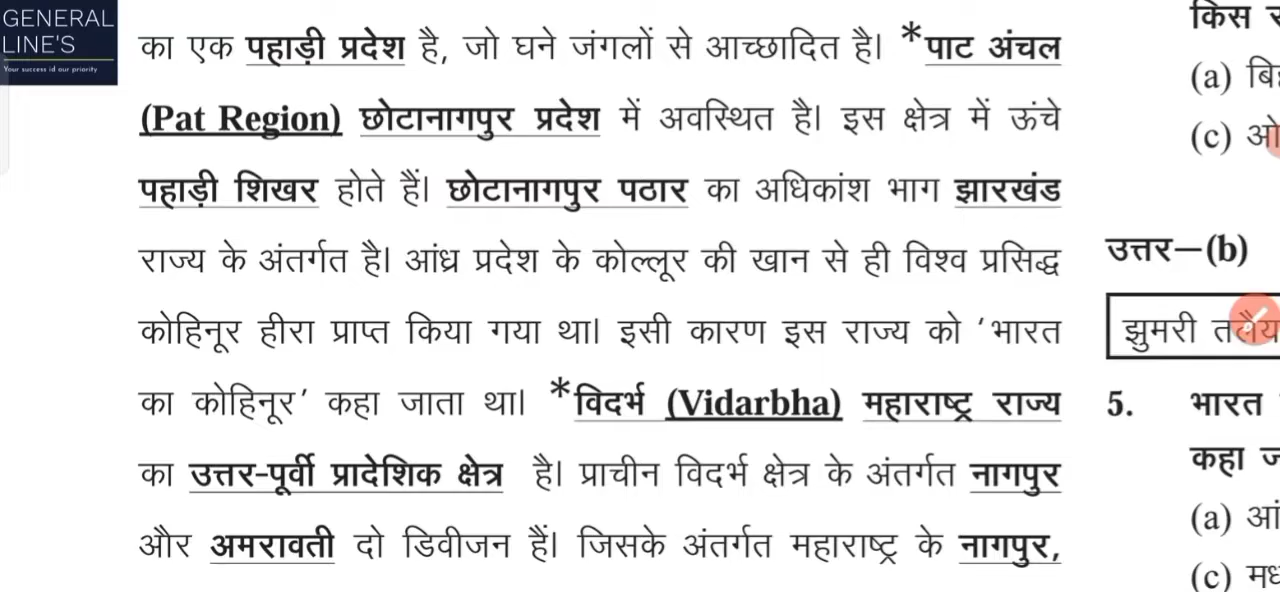 GENERAL
LINE'S
Your success id our priority
का एक पहाड़ी प्रदेश है, जो घने जंगलों से आच्छादित है। *पाट अंचल
(Pat Region) छोटानागपुर प्रदेश में अवस्थित है। इस क्षेत्र में ऊंचे
पहाड़ी शिखर होते हैं। छोटानागपुर पठार का अधिकांश भाग झारखंड
राज्य के अंतर्गत है। आंध्र प्रदेश के कोल्लूर की खान से ही विश्व प्रसिद्ध
कोहिनूर हीरा प्राप्त किया गया था। इसी कारण इस राज्य को ‘भारत
का कोहिनूर’ कहा जाता था। *विदर्भ (Vidarbha) महाराष्ट्र राज्य
का उत्तर-पूर्वी प्रादेशिक क्षेत्र है। प्राचीन विदर्भ क्षेत्र के अंतर्गत नागपुर
और अमरावती दो डिवीजन हैं। जिसके अंतर्गत महाराष्ट्र के नागपुर,
किस
(a)
(c)
उत्तर—(b)
झुमरी
5. भारत
कहा
(a)
(c)